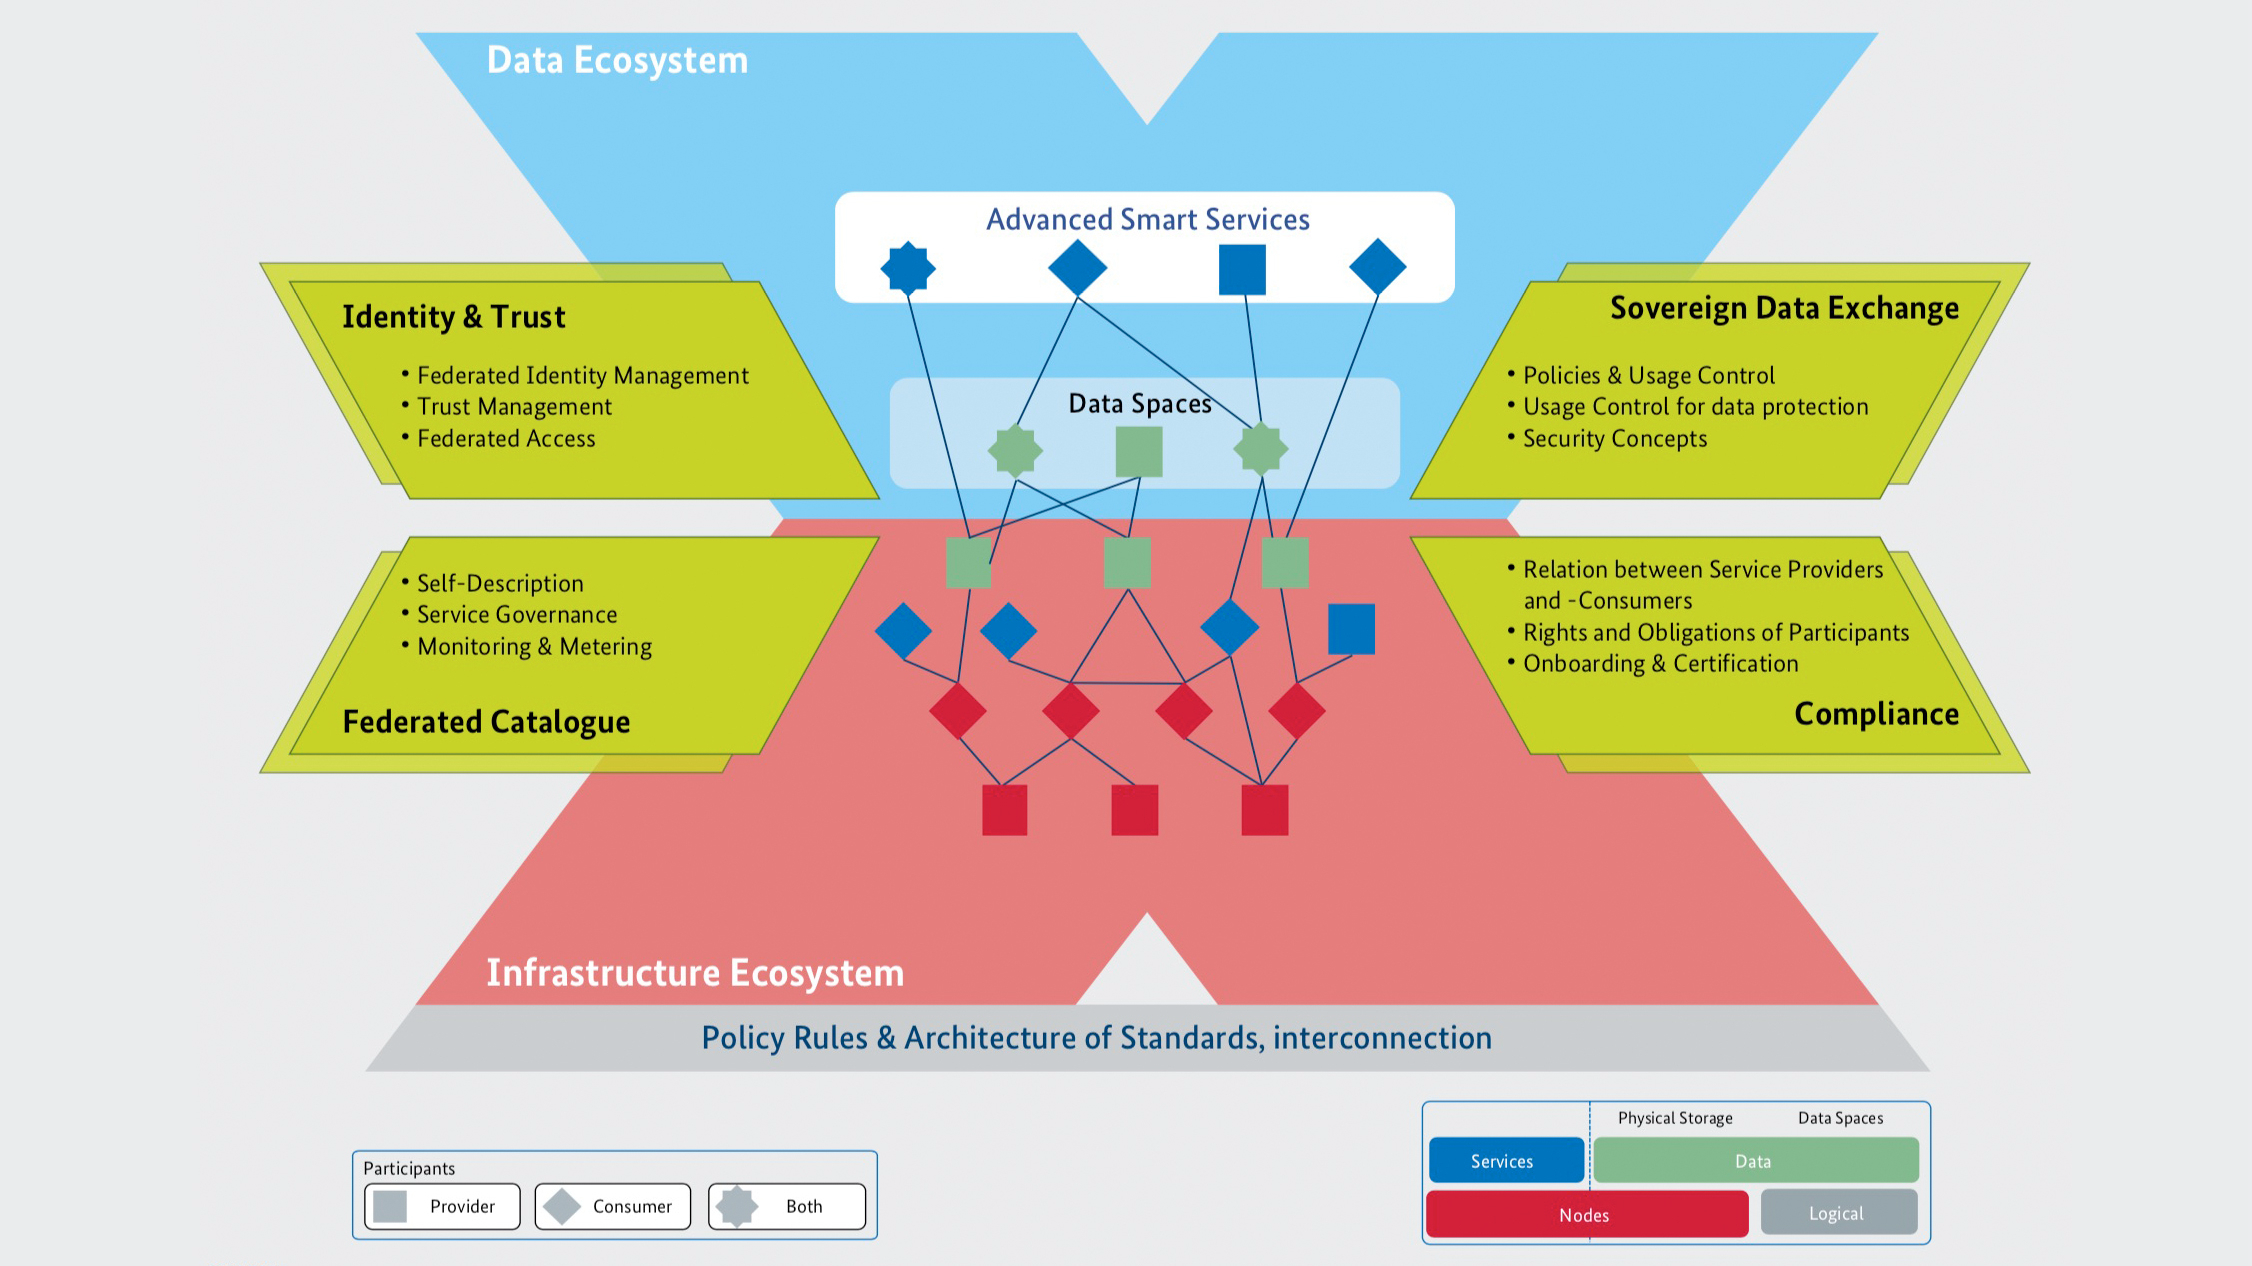 Data Ecosystem
Advanced Smart Services
Identity & Trust
• Federated Identity Management
• Trust Management
• Federated Access
Data Spaces
Sovereign Data Exchange
• Policies & Usage Control
• Usage Control for data protection
• Security Concepts
• Self-Description
• Service Governance
• Monitoring & Metering
Federated Catalogue
• Relation between Service Providers
and -Consumers
• Rights and Obligations of Participants
• Onboarding & Certification
Compliance
Infrastructure Ecosystem
Policy Rules & Architecture of Standards, interconnection
Participants
Provider
Consumer
Both
Physical Storage
Data Spaces
Services
Data
Nodes
Logical